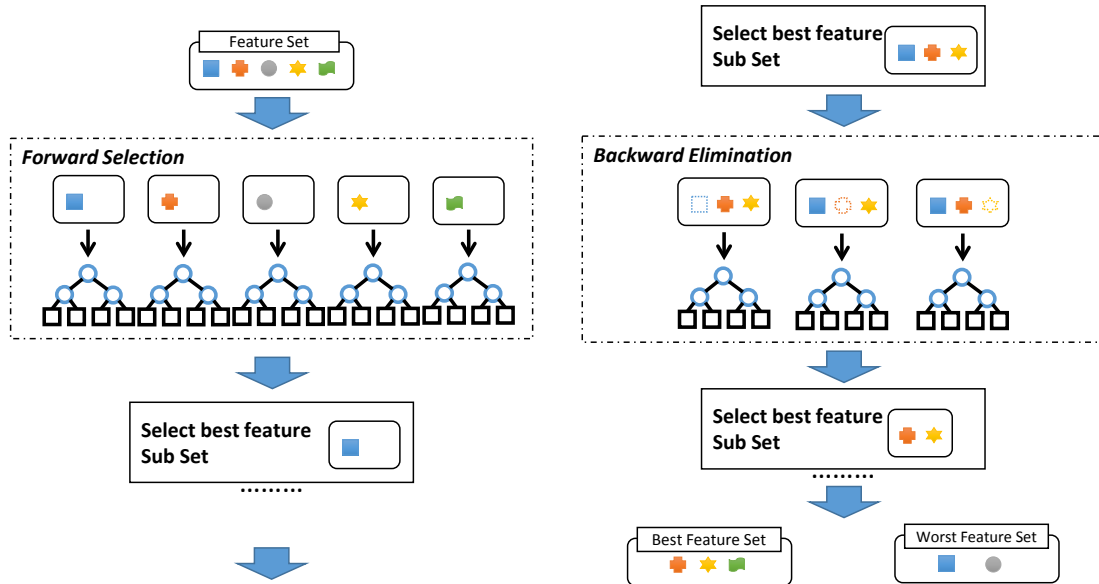 Feature Set
Forward Selection
Select best feature
Sub Set
.........
Select best feature
Sub Set
Backward Elimination
Select best feature
Sub Set
.........
Best Feature Set
Worst Feature Set